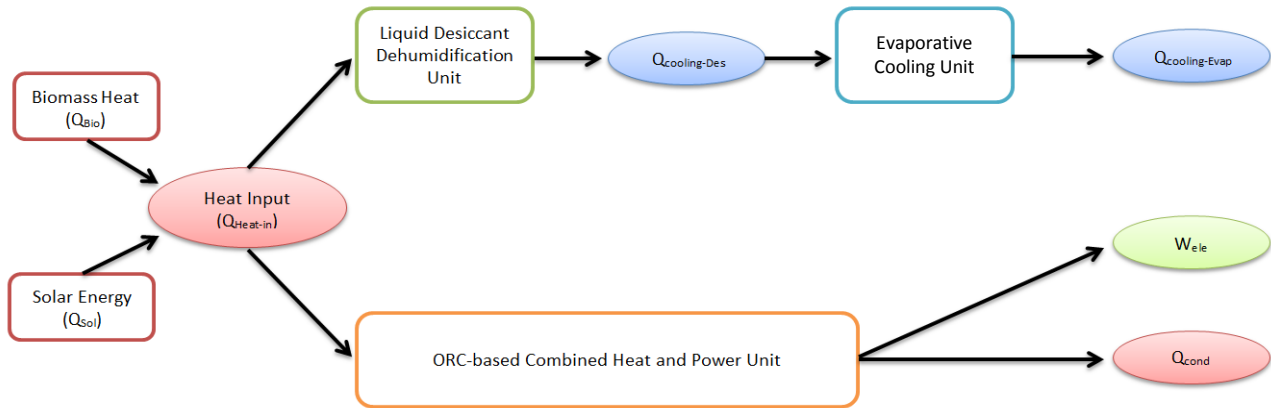 Liquid Desiccant
Dehumidification
Unit
Qcooling-Des
Evaporative
Cooling Unit
Qcooling-Evap
Biomass Heat
(QBio)
Heat Input
(QHeat-in)
Solar Energy
(QSol)
Wele
ORC-based Combined Heat and Power Unit
Qcond